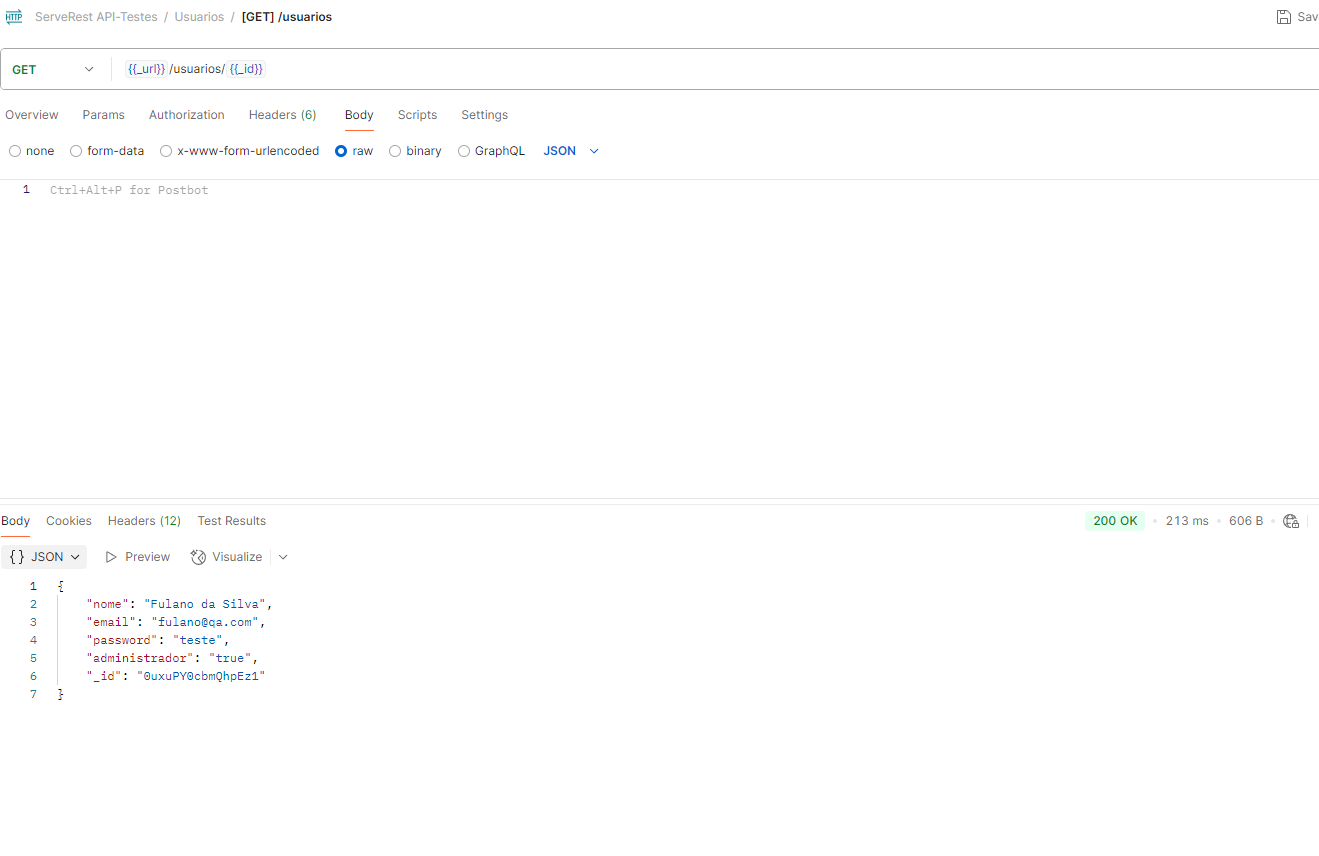 HTTP ServeRest API-Testes / Usuarios / [GET] /usuarios Sav
GET {{_url}} /usuarios/ {{_id}}
Overview Params Authorization Headers (6) Body Scripts Settings
none form-data x-www-form-urlencoded raw binary GraphQL JSON
1 Ctrl+Alt+P for Postbot
Body Cookies Headers (12) Test Results 200 OK • 213 ms • 606 B •
{} JSON Preview Visualize
1 {
2 "nome": "Fulano da Silva",
3 "email": "fulano@qa.com",
4 "password": "teste",
5 "administrador": "true",
6 "_id": "0uxuPY0cbmQhpEz1"
7 }